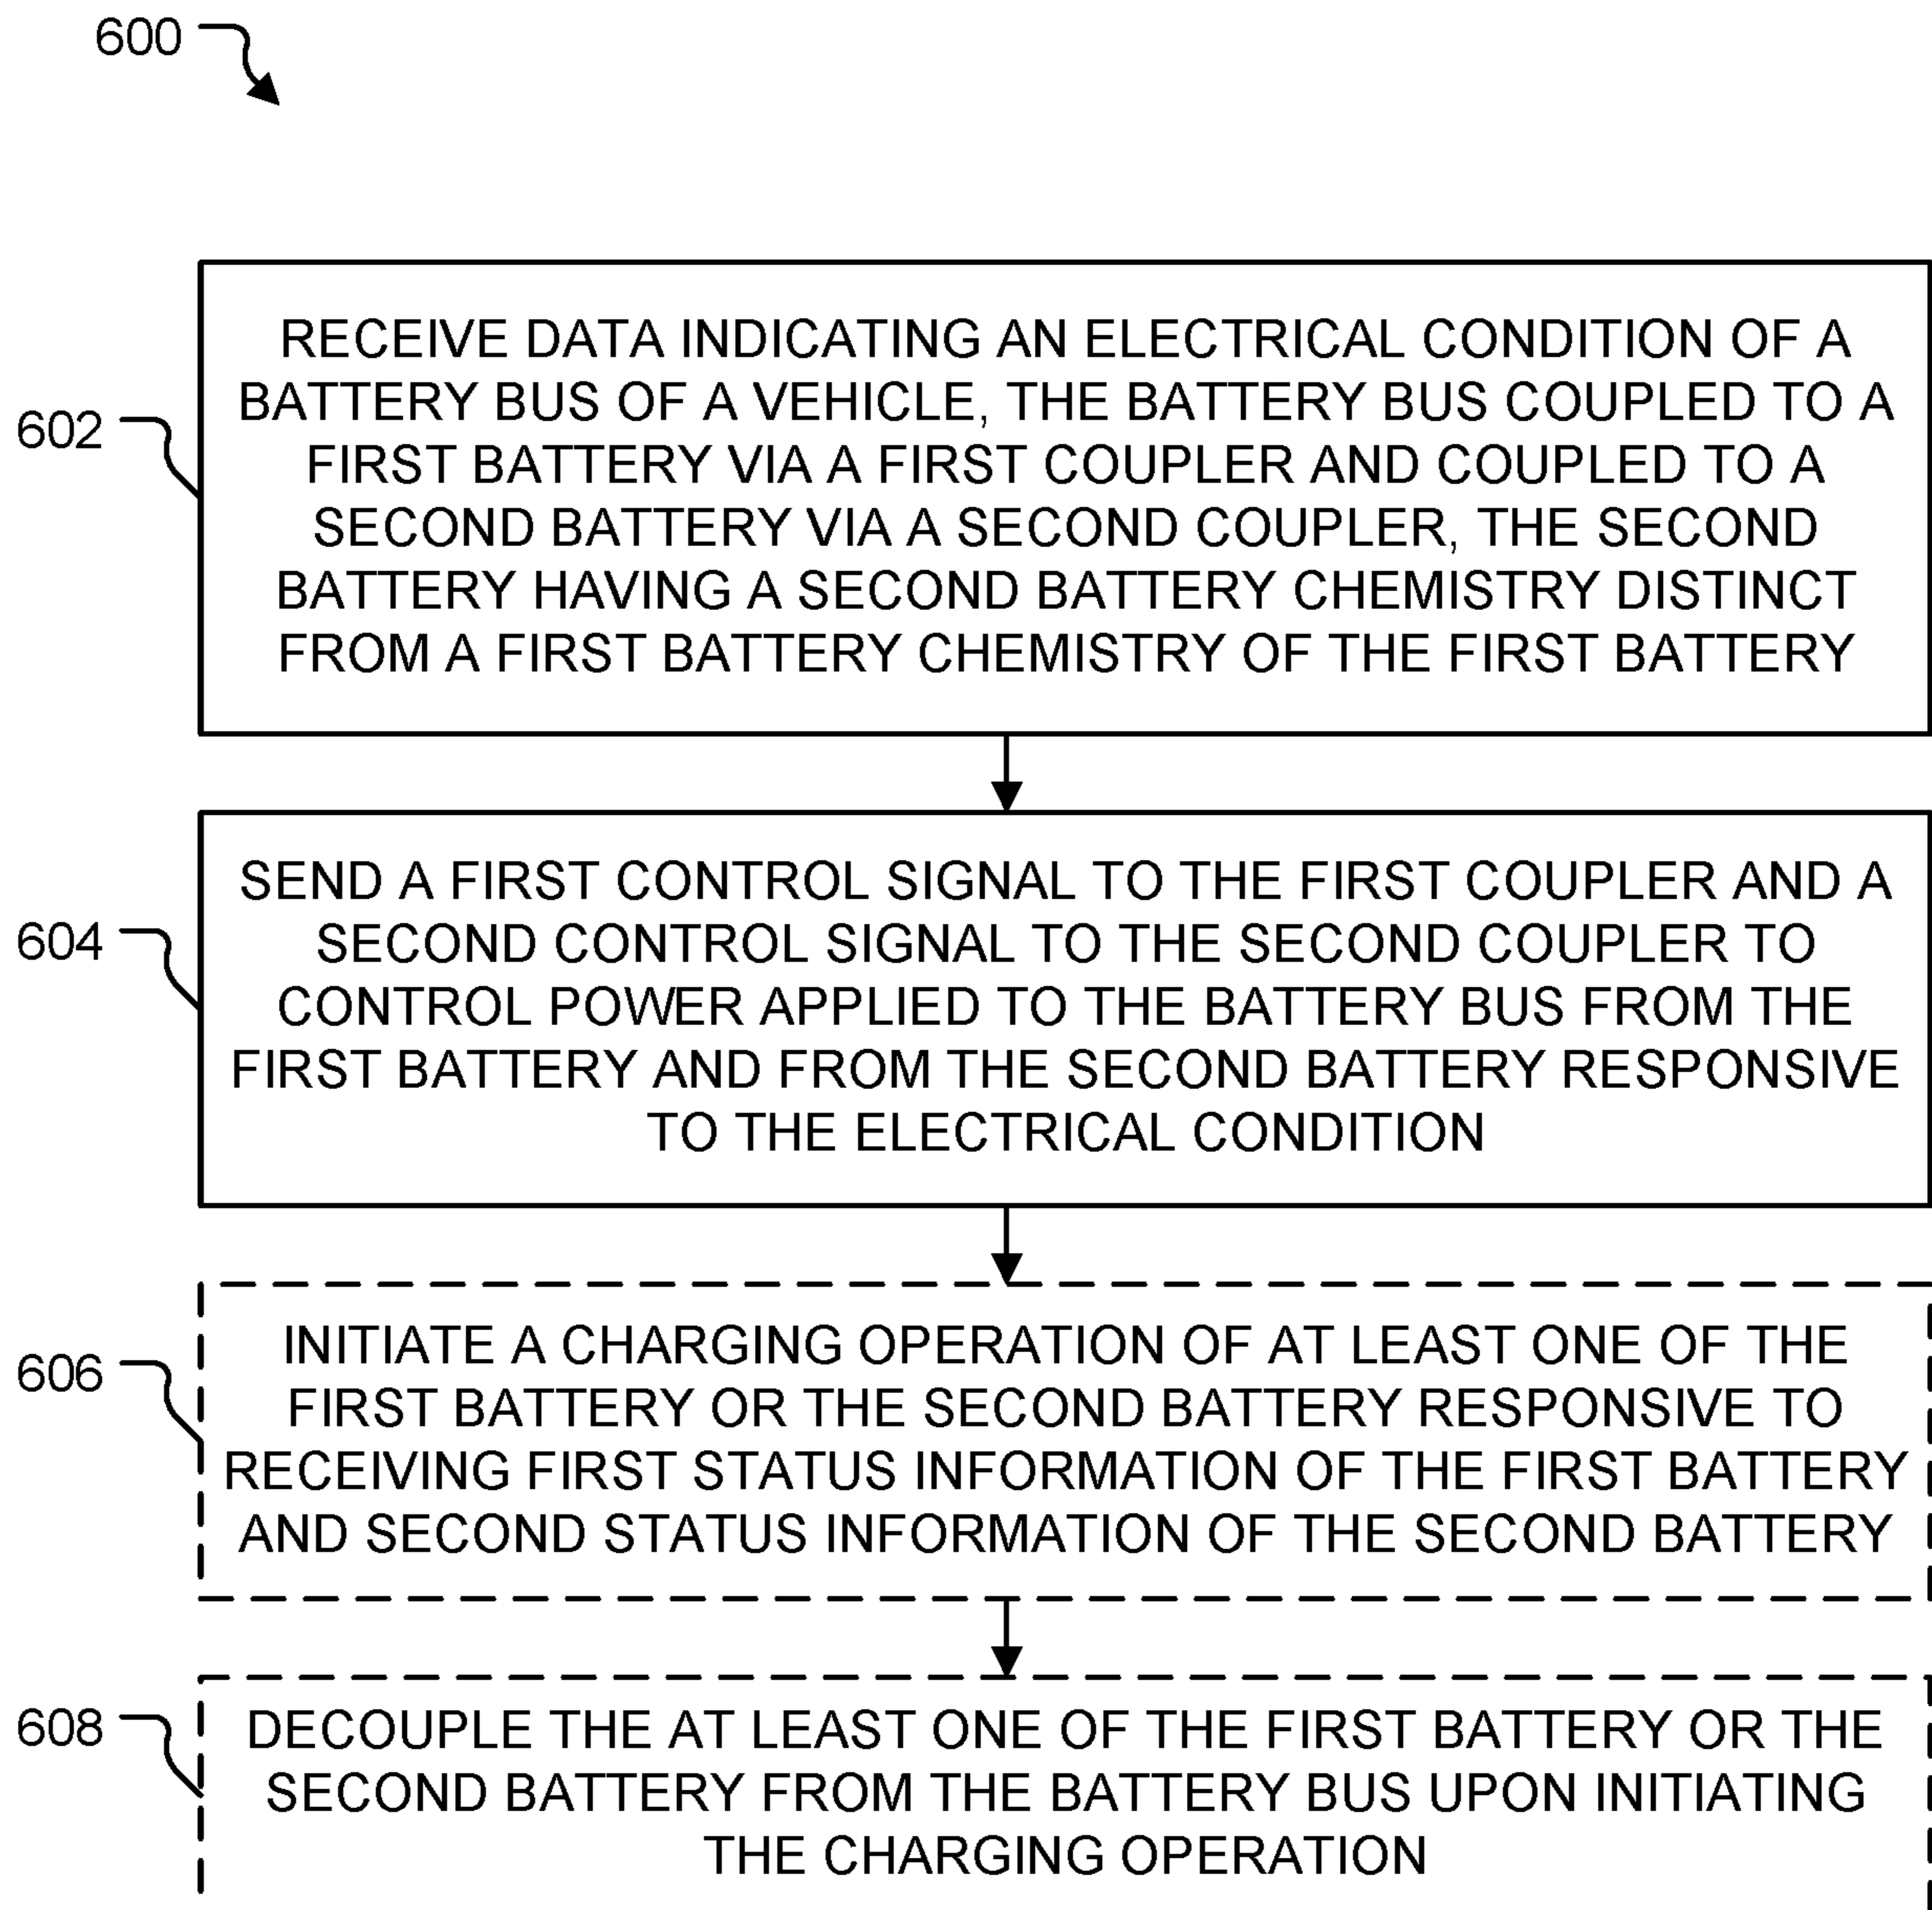 600
602
RECEIVE DATA INDICATING AN ELECTRICAL CONDITION OF A
BATTERY BUS OF A VEHICLE, THE BATTERY BUS COUPLED TO A
FIRST BATTERY VIA A FIRST COUPLER AND COUPLED TO A
SECOND BATTERY VIA A SECOND COUPLER, THE SECOND
BATTERY HAVING A SECOND BATTERY CHEMISTRY DISTINCT
FROM A FIRST BATTERY CHEMISTRY OF THE FIRST BATTERY
604
SEND A FIRST CONTROL SIGNAL TO THE FIRST COUPLER AND A
SECOND CONTROL SIGNAL TO THE SECOND COUPLER TO
CONTROL POWER APPLIED TO THE BATTERY BUS FROM THE
FIRST BATTERY AND FROM THE SECOND BATTERY RESPONSIVE
TO THE ELECTRICAL CONDITION
606
INITIATE A CHARGING OPERATION OF AT LEAST ONE OF THE
FIRST BATTERY OR THE SECOND BATTERY RESPONSIVE TO
RECEIVING FIRST STATUS INFORMATION OF THE FIRST BATTERY
AND SECOND STATUS INFORMATION OF THE SECOND BATTERY
608
DECOUPLE THE AT LEAST ONE OF THE FIRST BATTERY OR THE
SECOND BATTERY FROM THE BATTERY BUS UPON INITIATING
THE CHARGING OPERATION